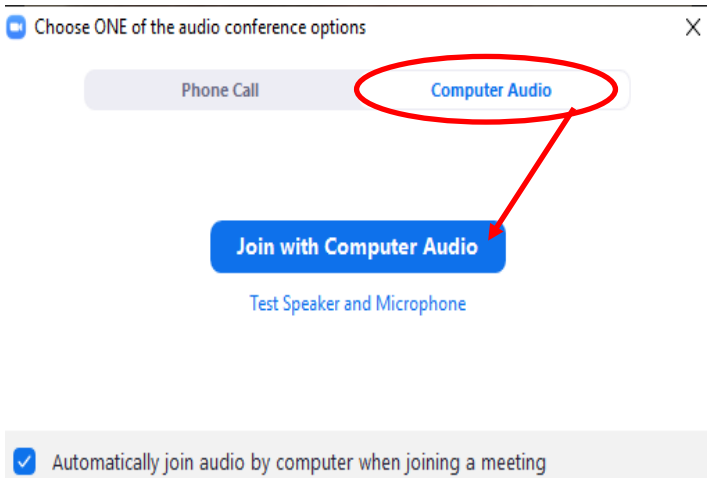 Choose ONE of the audio conference options
Phone Call Computer Audio
Join with Computer Audio
Test Speaker and Microphone
Automatically join audio by computer when joining a meeting